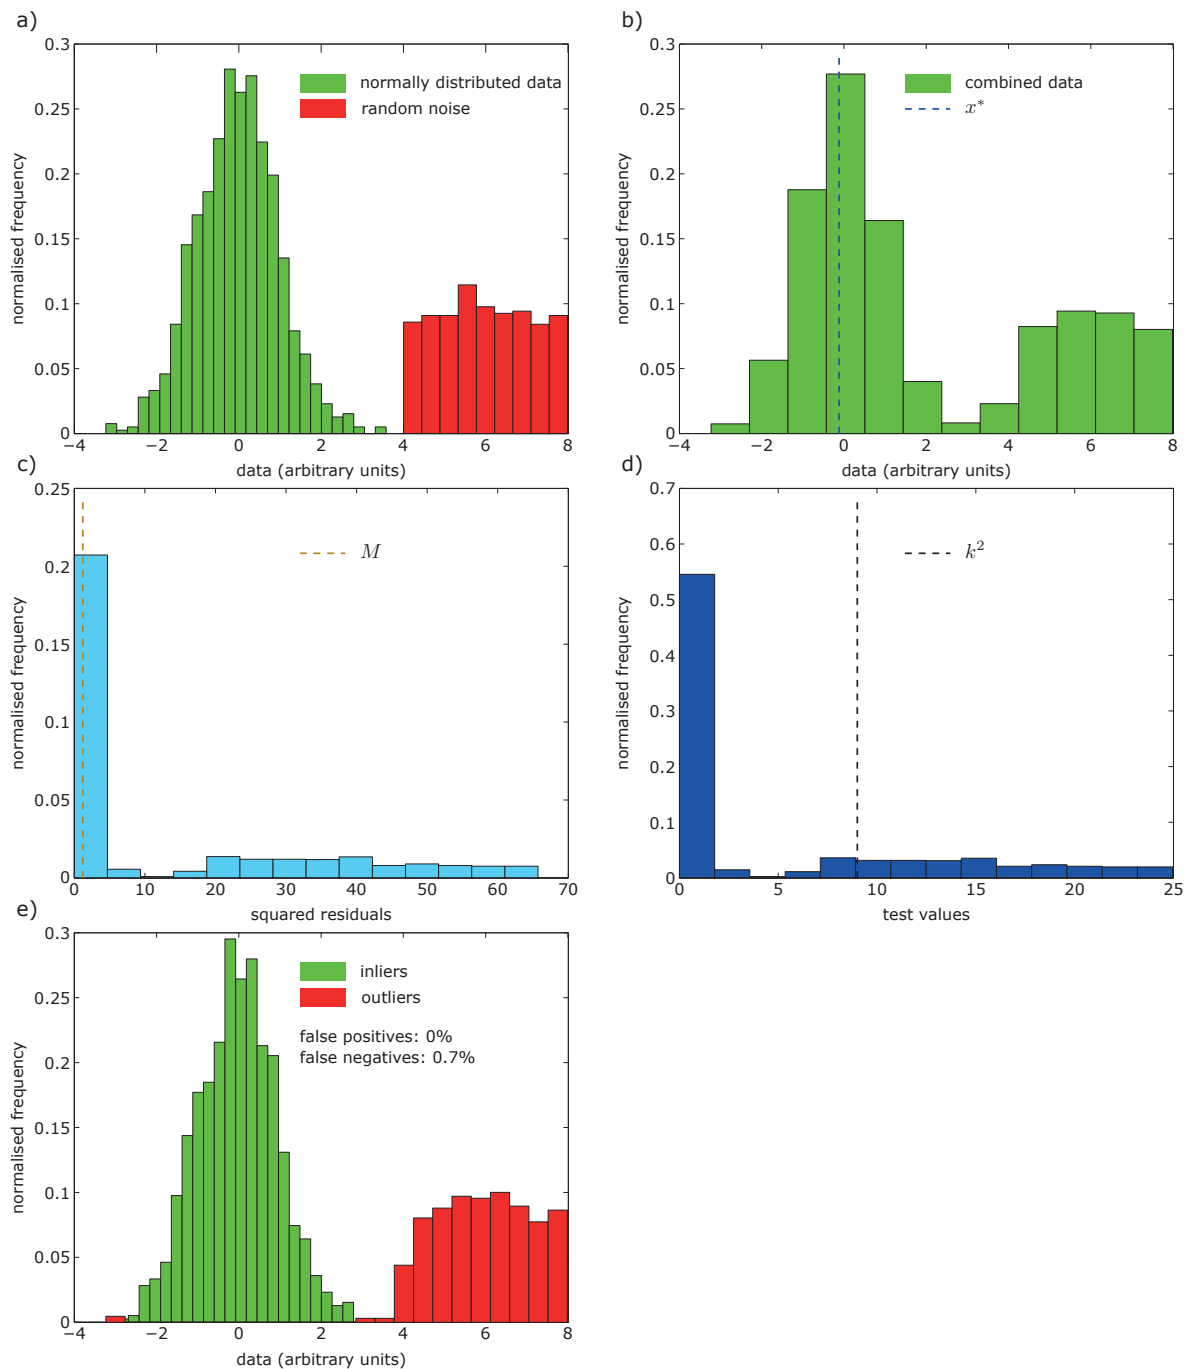 a)
0.3
0.25
0.2
0.15
0.1
0.05
0
normalised frequency
normally distributed data
random noise
−4 −2 0 2 4 6 8
data (arbitrary units)
b)
0.3
0.25
0.2
0.15
0.1
0.05
0
normalised frequency
combined data
x*
−4 −2 0 2 4 6 8
data (arbitrary units)
c)
0.25
0.2
0.15
0.1
0.05
0
normalised frequency
M
0 10 20 30 40 50 60 70
squared residuals
d)
0.7
0.6
0.5
0.4
0.3
0.2
0.1
0
normalised frequency
k²
0 5 10 15 20 25
test values
e)
0.3
0.25
0.2
0.15
0.1
0.05
0
normalised frequency
inliers
outliers
false positives: 0%
false negatives: 0.7%
−4 −2 0 2 4 6 8
data (arbitrary units)